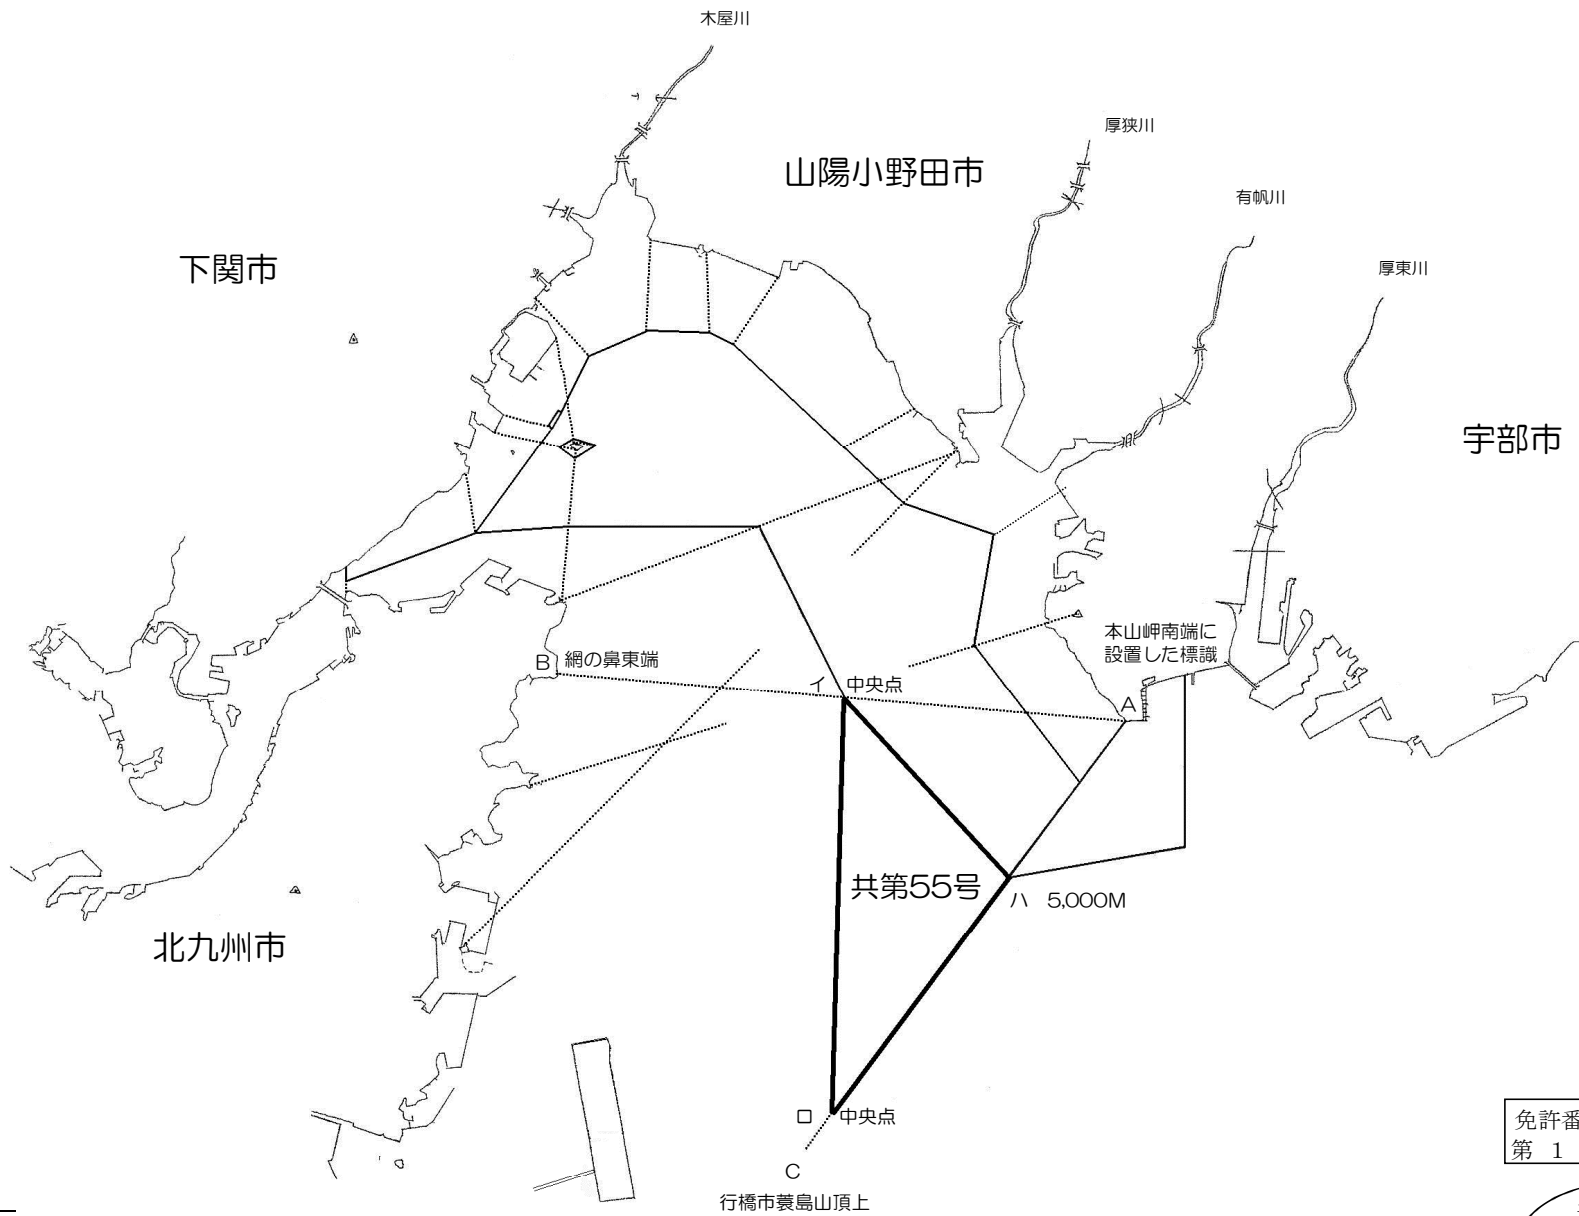 木屋川
厚狭川
山陽小野田市
有帆川
下関市
厚東川
宇部市
本山岬南端に
設置した標識
B
網の鼻東端
イ
中央点
A
共第55号
ハ 5,000M
北九州市
ロ
中央点
C
行橋市蓑島山頂上
免許番
第 1